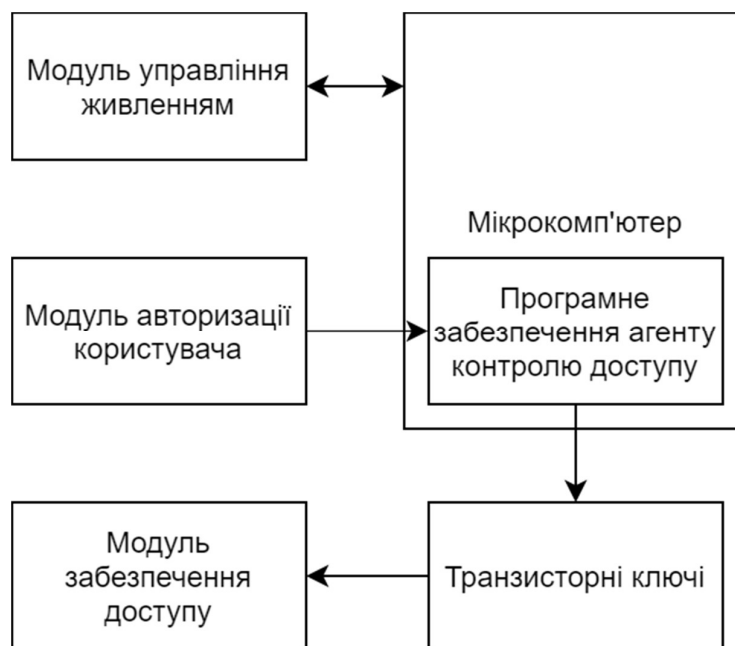 Модуль управління
живленням
Мікрокомп'ютер
Модуль авторизації
користувача
Програмне
забезпечення агенту
контролю доступу
Модуль
забезпечення
доступу
Транзисторні ключі